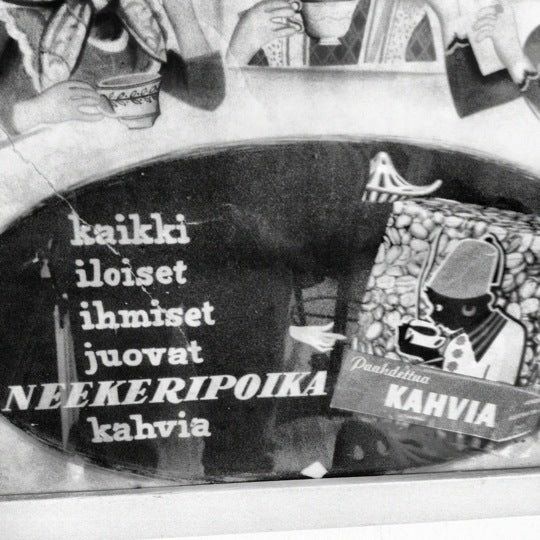 kaikki
iloiset
ihmiset
juovat
NEEKERIPOIKA
kahvia
Paahdettua
KAHVIA